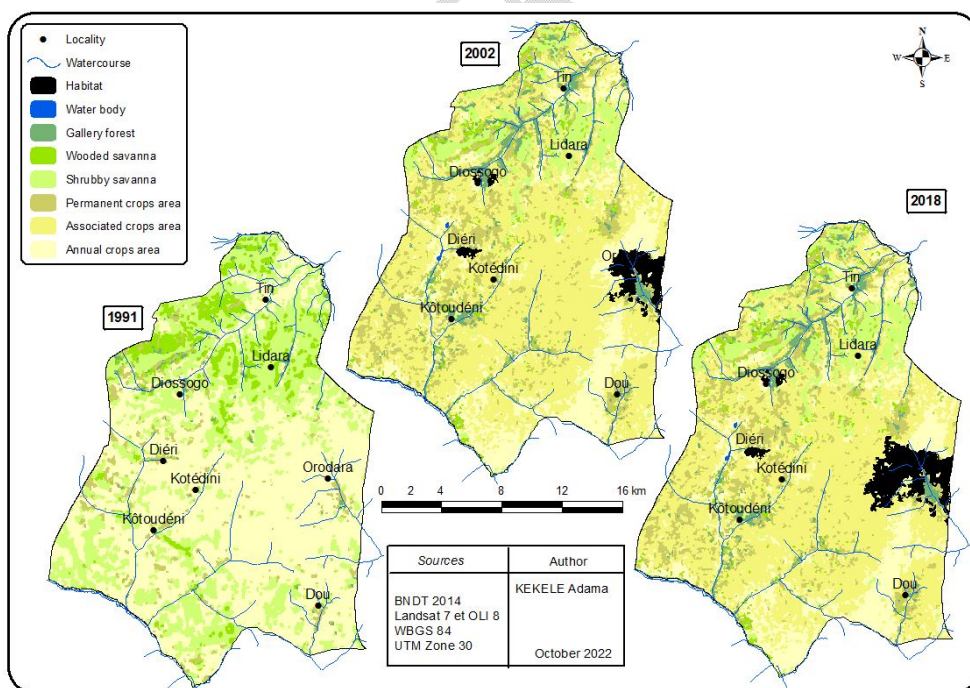 Locality
Watercourse
Habitat
Water body
Gallery forest
Wooded savanna
Shrubby savanna
Permanent crops area
Associated crops area
Annual crops area
2002
Tin
Lidara
Diossogo
Diéri
Kotédini
Or
Kôtoudéni
Dou
N
W E
S
2018
Tin
Lidara
Diossogo
Diéri
Kotédini
Kôtoudéni
Dou
1991
Tin
Lidara
Diossogo
Diéri
Kotédini
Orodara
Kôtoudéni
Dou
0 2 4 8 12 16 km
Sources Author
KEKELE Adama
BNDT 2014
Landsat 7 et OLI 8
WBGS 84
UTM Zone 30
October 2022